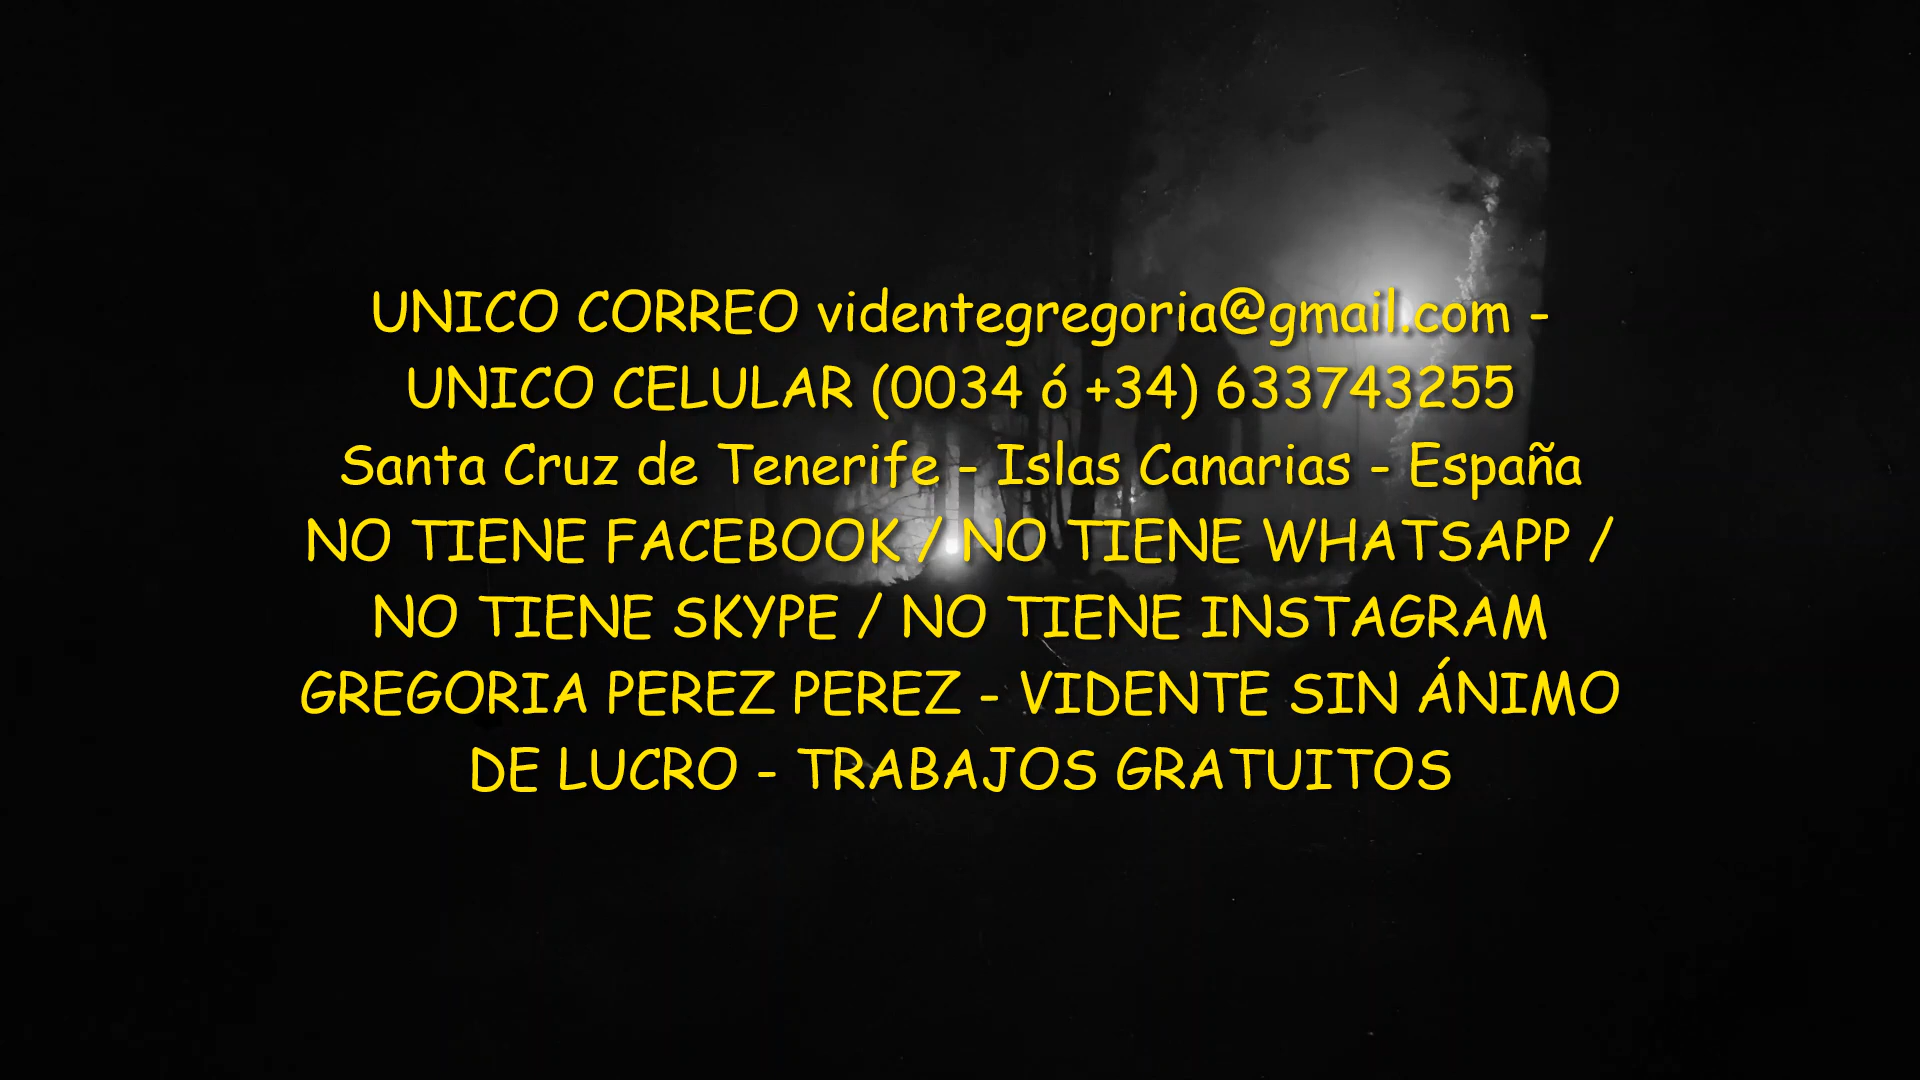 UNICO CORREO videntegregoria@gmail.com -
UNICO CELULAR (0034 ó +34) 633743255
Santa Cruz de Tenerife - Islas Canarias - España
NO TIENE FACEBOOK / NO TIENE WHATSAPP /
NO TIENE SKYPE / NO TIENE INSTAGRAM
GREGORIA PEREZ PEREZ - VIDENTE SIN ÁNIMO
DE LUCRO - TRABAJOS GRATUITOS